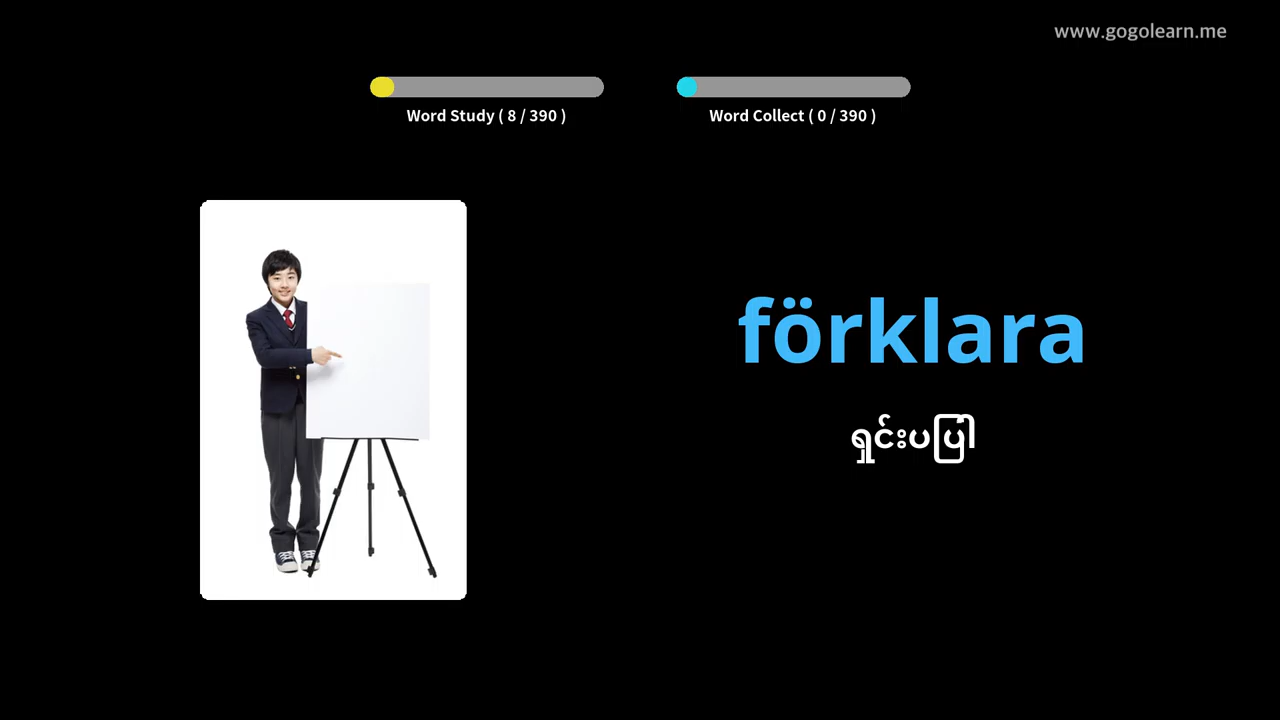 www.gogolearn.me
Word Study ( 8 / 390 )
Word Collect ( 0 / 390 )
förklara
ရှင်းပပြါ